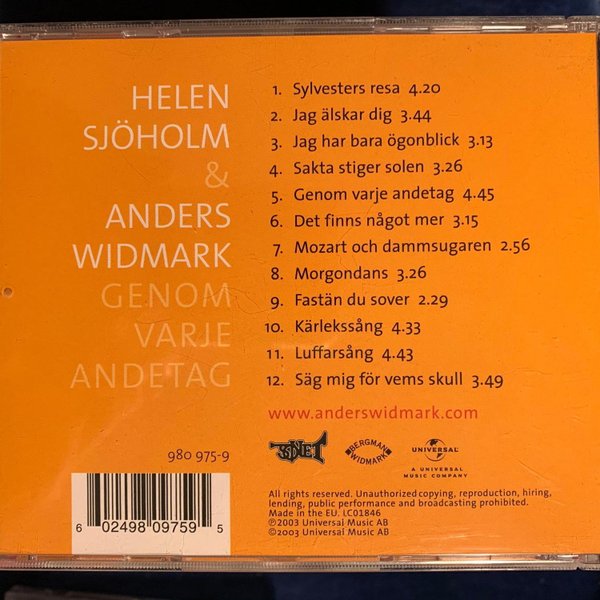 HELEN
SJÖHOLM
&
ANDERS
WIDMARK
GENOM
VARJE
ANDETAG
1. Sylvesters resa 4.20
2. Jag älskar dig 3.44
3. Jag har bara ögonblick 3.13
4. Sakta stiger solen 3.26
5. Genom varje andetag 4.45
6. Det finns något mer 3.15
7. Mozart och dammsugaren 2.56
8. Morgondans 3.26
9. Fastän du sover 2.29
10. Kärlekssång 4.33
11. Luffarsång 4.43
12. Säg mig för vems skull 3.49
www.anderswidmark.com
980 975-9
BERGMAN
WIDMARK
UNIVERSAL
A UNIVERSAL
MUSIC COMPANY
6 02498 09759 5
All rights reserved. Unauthorized copying, reproduction, hiring,
lending, public performance and broadcasting prohibited.
Made in the EU. LC01846
℗2003 Universal Music AB
©2003 Universal Music AB